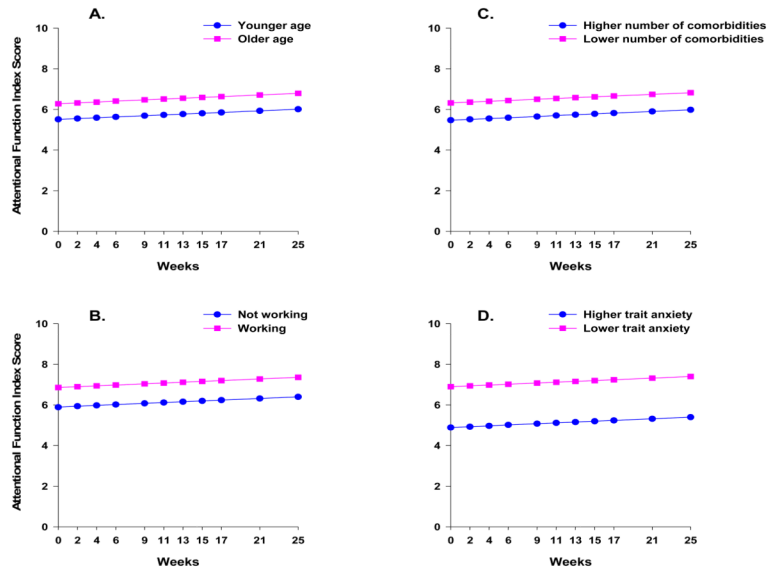 A.
Younger age
Older age
Attentional Function Index Score
10
8
6
4
2
0
0 2 4 6 9 11 13 15 17 21 25
Weeks
C.
Higher number of comorbidities
Lower number of comorbidities
10
8
6
4
2
0
0 2 4 6 9 11 13 15 17 21 25
Weeks
B.
Not working
Working
Attentional Function Index Score
10
8
6
4
2
0
0 2 4 6 9 11 13 15 17 21 25
Weeks
D.
Higher trait anxiety
Lower trait anxiety
10
8
6
4
2
0
0 2 4 6 9 11 13 15 17 21 25
Weeks